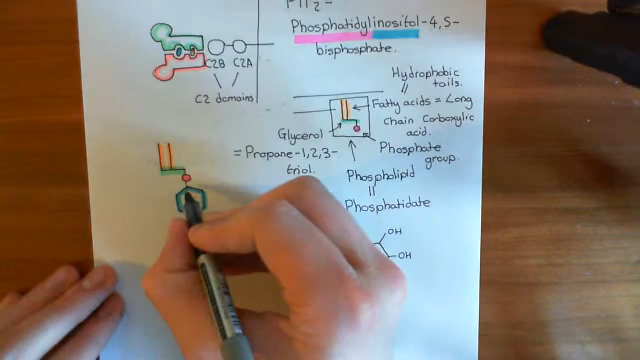 Phosphatidylinositol-4,5-
bisphosphate.
C2B C2A
C2 domains
Hydrophobic
tails.
Fatty acids = Long
chain Carboxylic
acid.
Glycerol
= Propane-1,2,3-
triol.
Phosphate
group.
Phospholipid
=
Phosphatidate
OH
OH